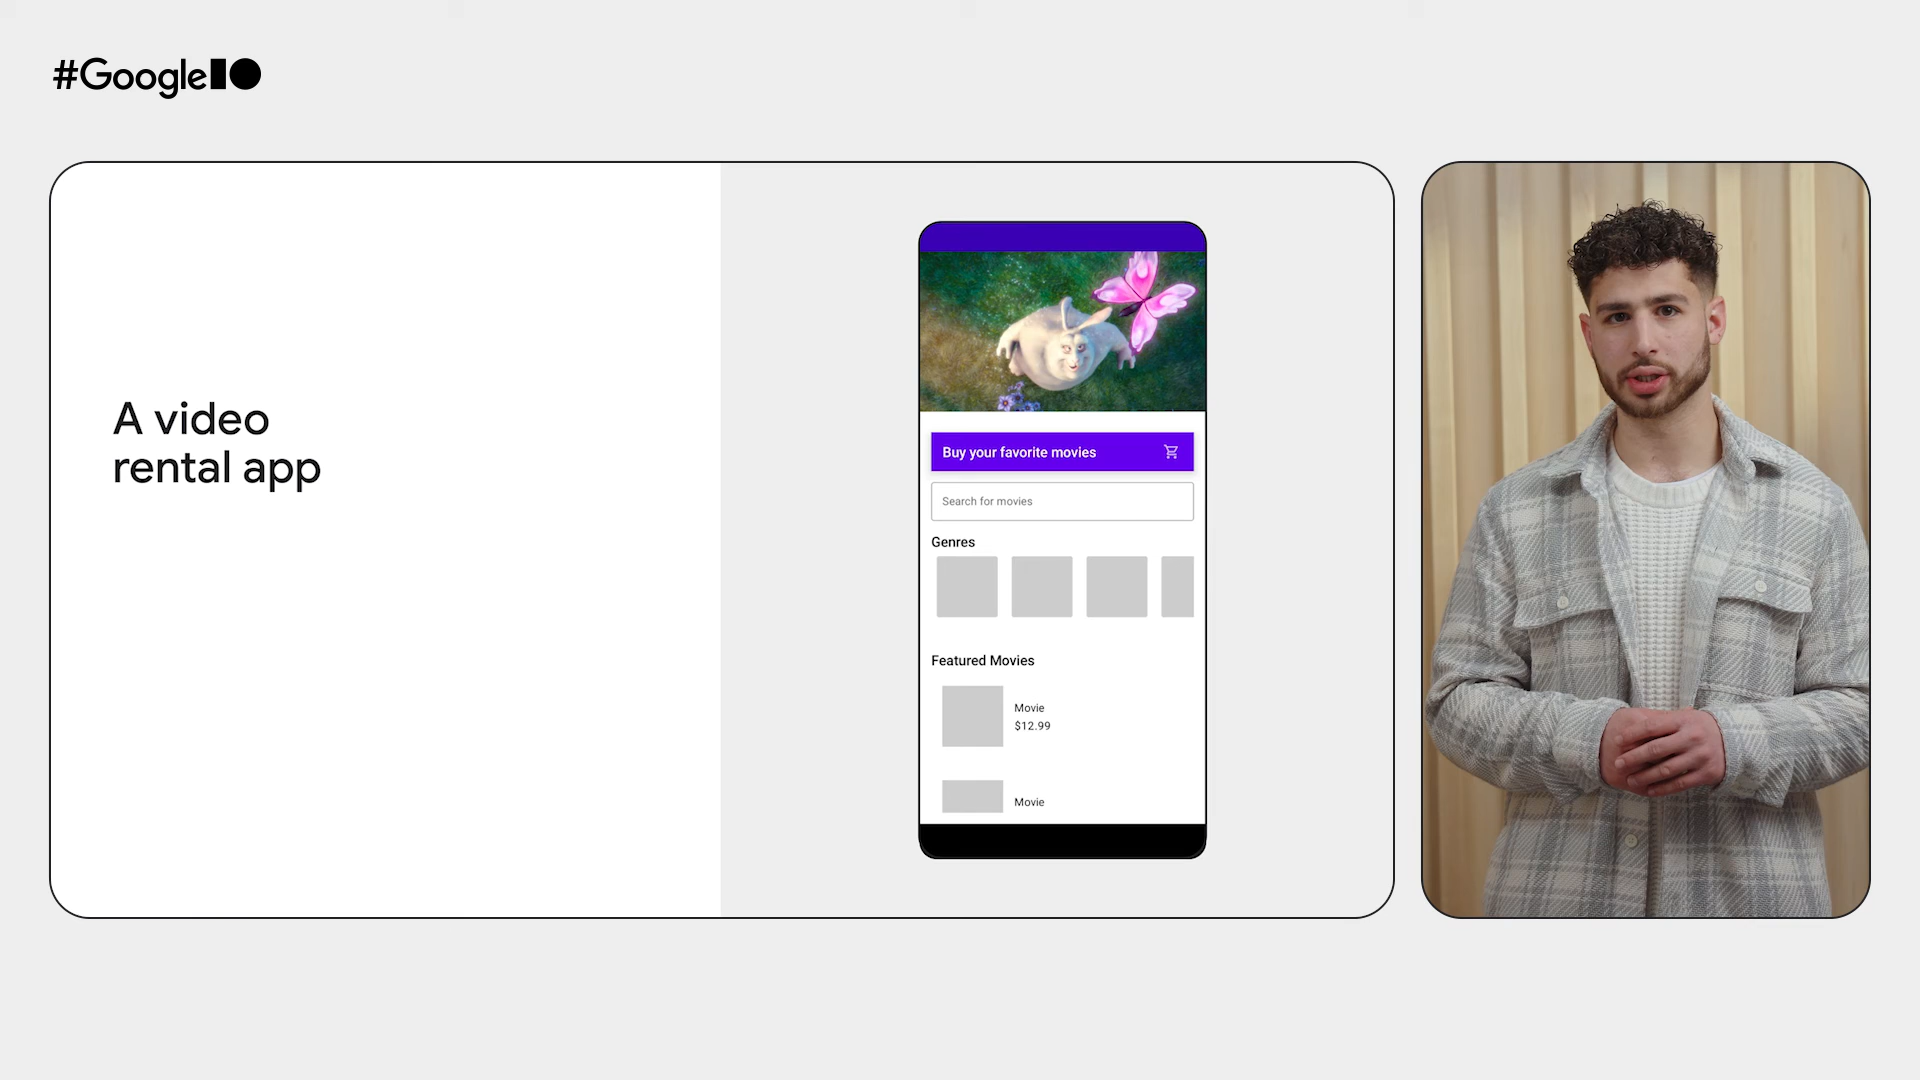 #GoogleIO
A video
rental app
Buy your favorite movies
Search for movies
Genres
Featured Movies
Movie
$12.99
Movie